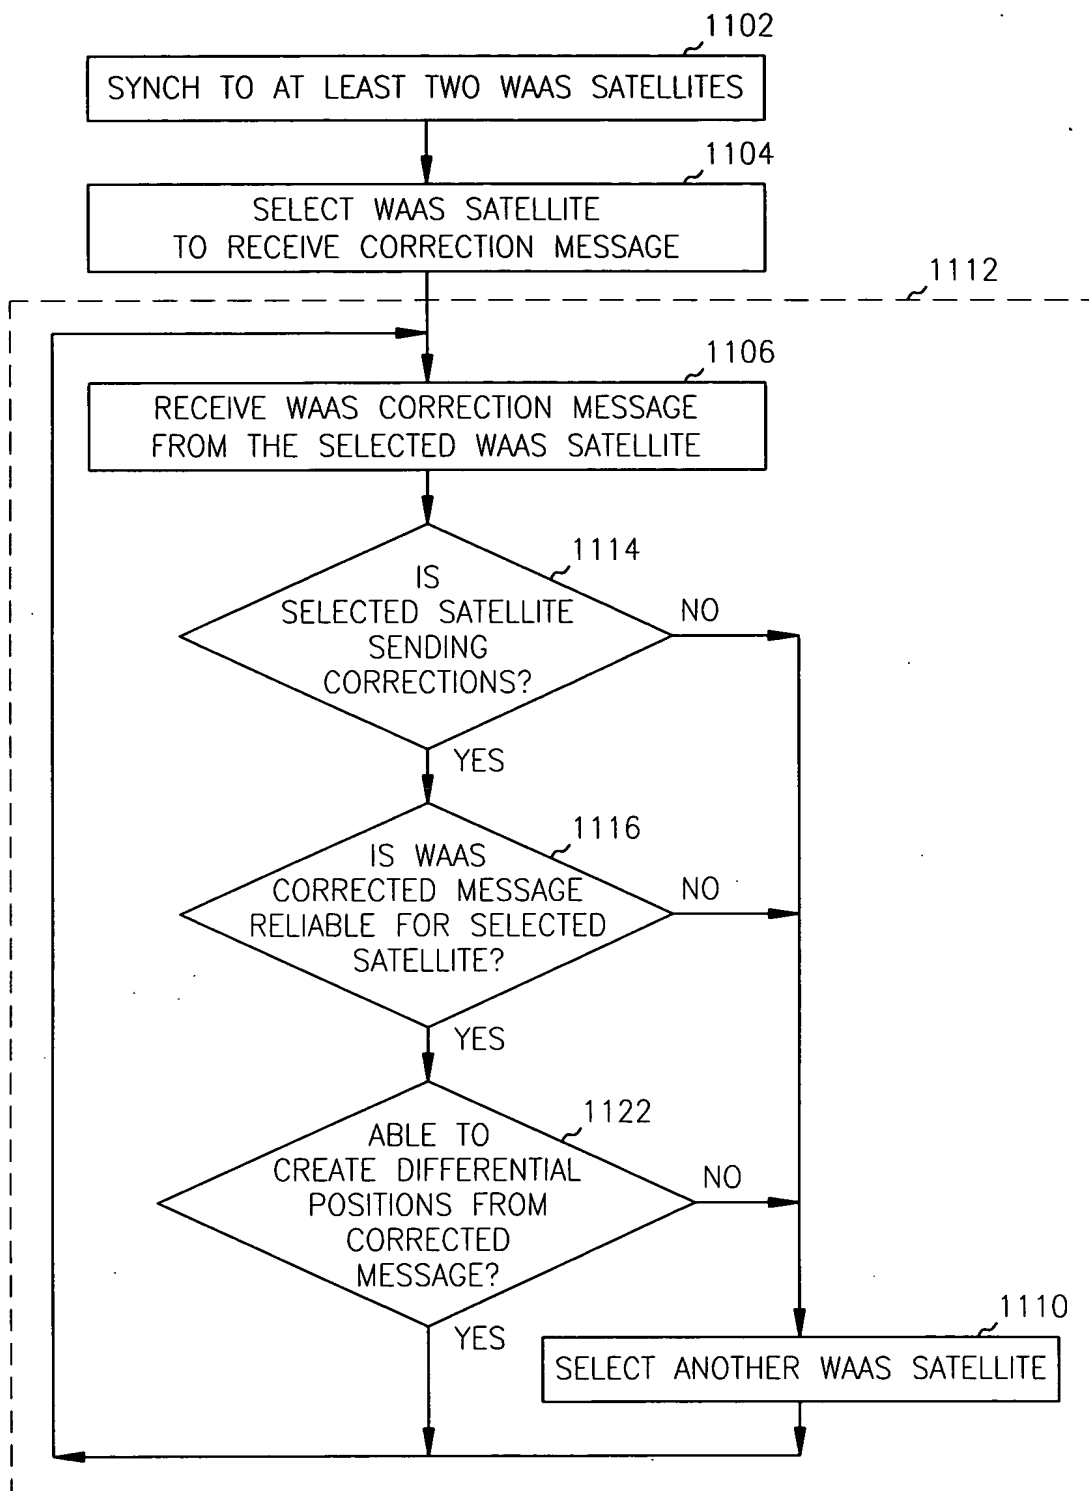 1102
SYNCH TO AT LEAST TWO WAAS SATELLITES
1104
SELECT WAAS SATELLITE
TO RECEIVE CORRECTION MESSAGE
1112
1106
RECEIVE WAAS CORRECTION MESSAGE
FROM THE SELECTED WAAS SATELLITE
1114
IS
SELECTED SATELLITE
SENDING
CORRECTIONS?
NO
YES
1116
IS WAAS
CORRECTED MESSAGE
RELIABLE FOR SELECTED
SATELLITE?
NO
YES
1122
ABLE TO
CREATE DIFFERENTIAL
POSITIONS FROM
CORRECTED
MESSAGE?
NO
YES
1110
SELECT ANOTHER WAAS SATELLITE